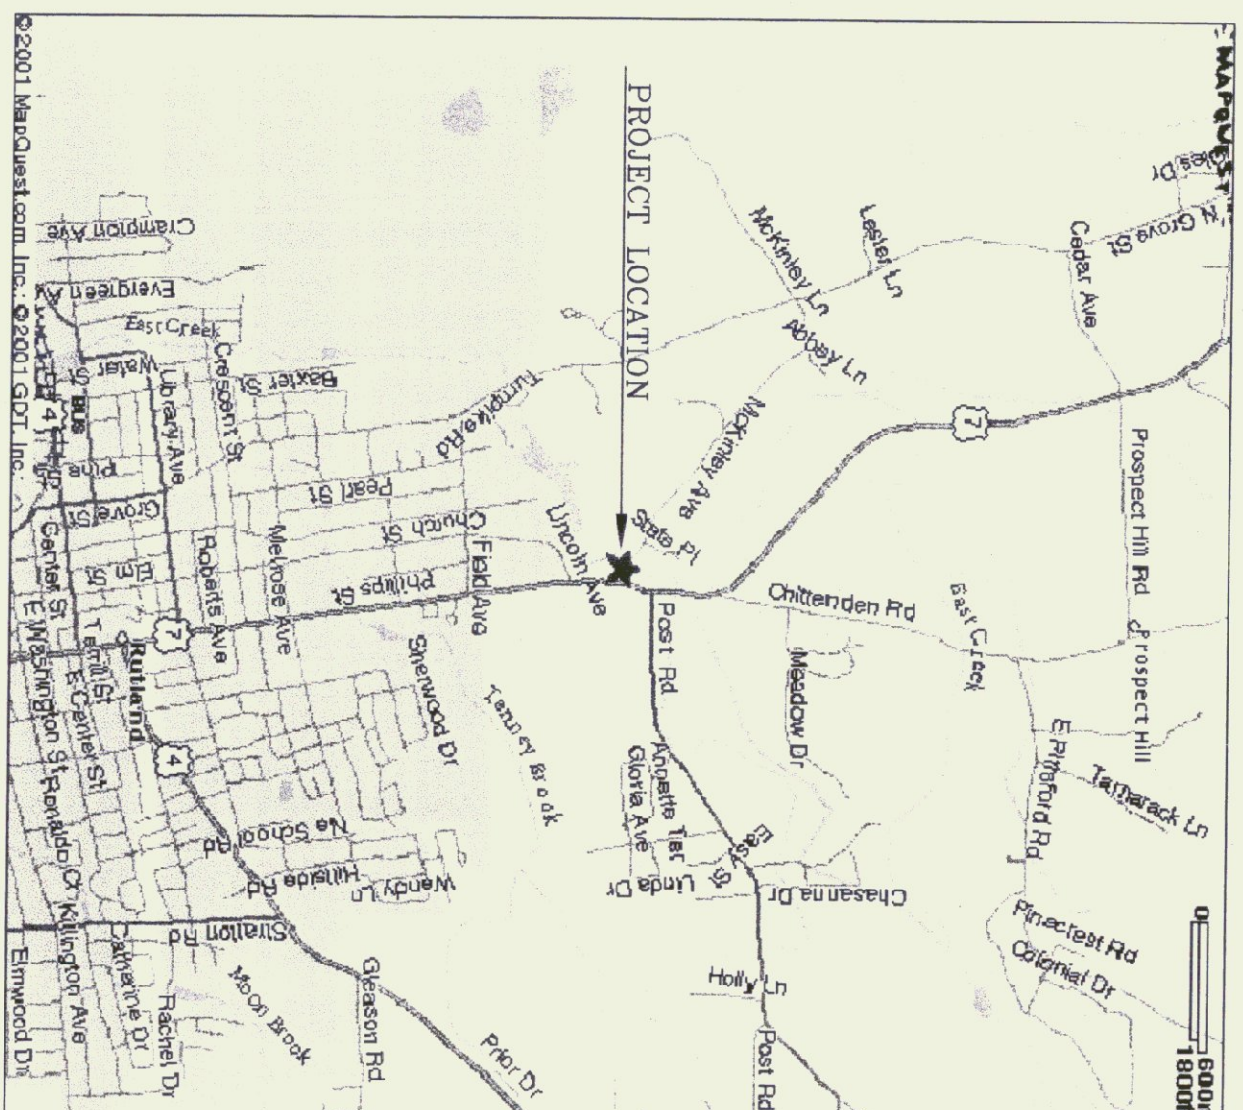 MAPQUEST
les Dr
N Grove St
Cedar Ave
Lester Ln
McKinley Ln
Abbey Ln
7
Prospect Hill Rd
Prospect Hill
PROJECT LOCATION
McKinley Ave
State Pl
Turnpike Rd
Lincoln Ave
Chittenden Rd
East Creek
Post Rd
Meadow Dr
E Pittsford Rd
Tamarack Ln
Annette Ter
Gloria Ave
East St
Linda Dr
Chasanna Dr
Pinecrest Rd
Colonial Dr
Holly Ln
Post Rd
0
600
1800
Crampton Ave
Evergreen Av
East Creek
Crescent St
Baxter St
Water St
Library Ave
BUS
4
Pine
Grove St
Pearl St
Church St
Field Ave
Melrose Ave
Roberts Ave
Elm St
Phillips St
Center St
E Washington St
Terrill St
E Center St
7
Rutland
4
Sherwood Dr
Tenney Brook
Ronaldo Ct
Killington Ave
Ne School Rd
Hillside Rd
Wendy Ln
Stratton Rd
Catherine Dr
Rachel Dr
Elmwood Dr
Moon Brook
Gleason Rd
Prior Dr
©2001 MapQuest.com, Inc.; ©2001 GDT, Inc.